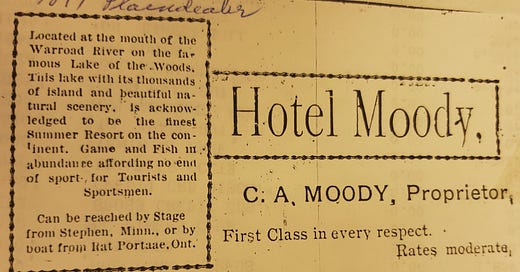 Plaindealer
Located at the mouth of the
Warroad River on the fa-
mous Lake of the Woods.
This lake with its thousands
of island and beautiful na-
tural scenery, is acknow-
ledged to be the finest
Summer Resort on the con-
tinent. Game and Fish in
abundance affording no end
of sport, for Tourists and
Sportsmen.
Can be reached by Stage
from Stephen, Minn., or by
boat from Rat Portage, Ont.
Hotel Moody,
C. A. MOODY, Proprietor,
First Class in every respect.
Rates moderate,